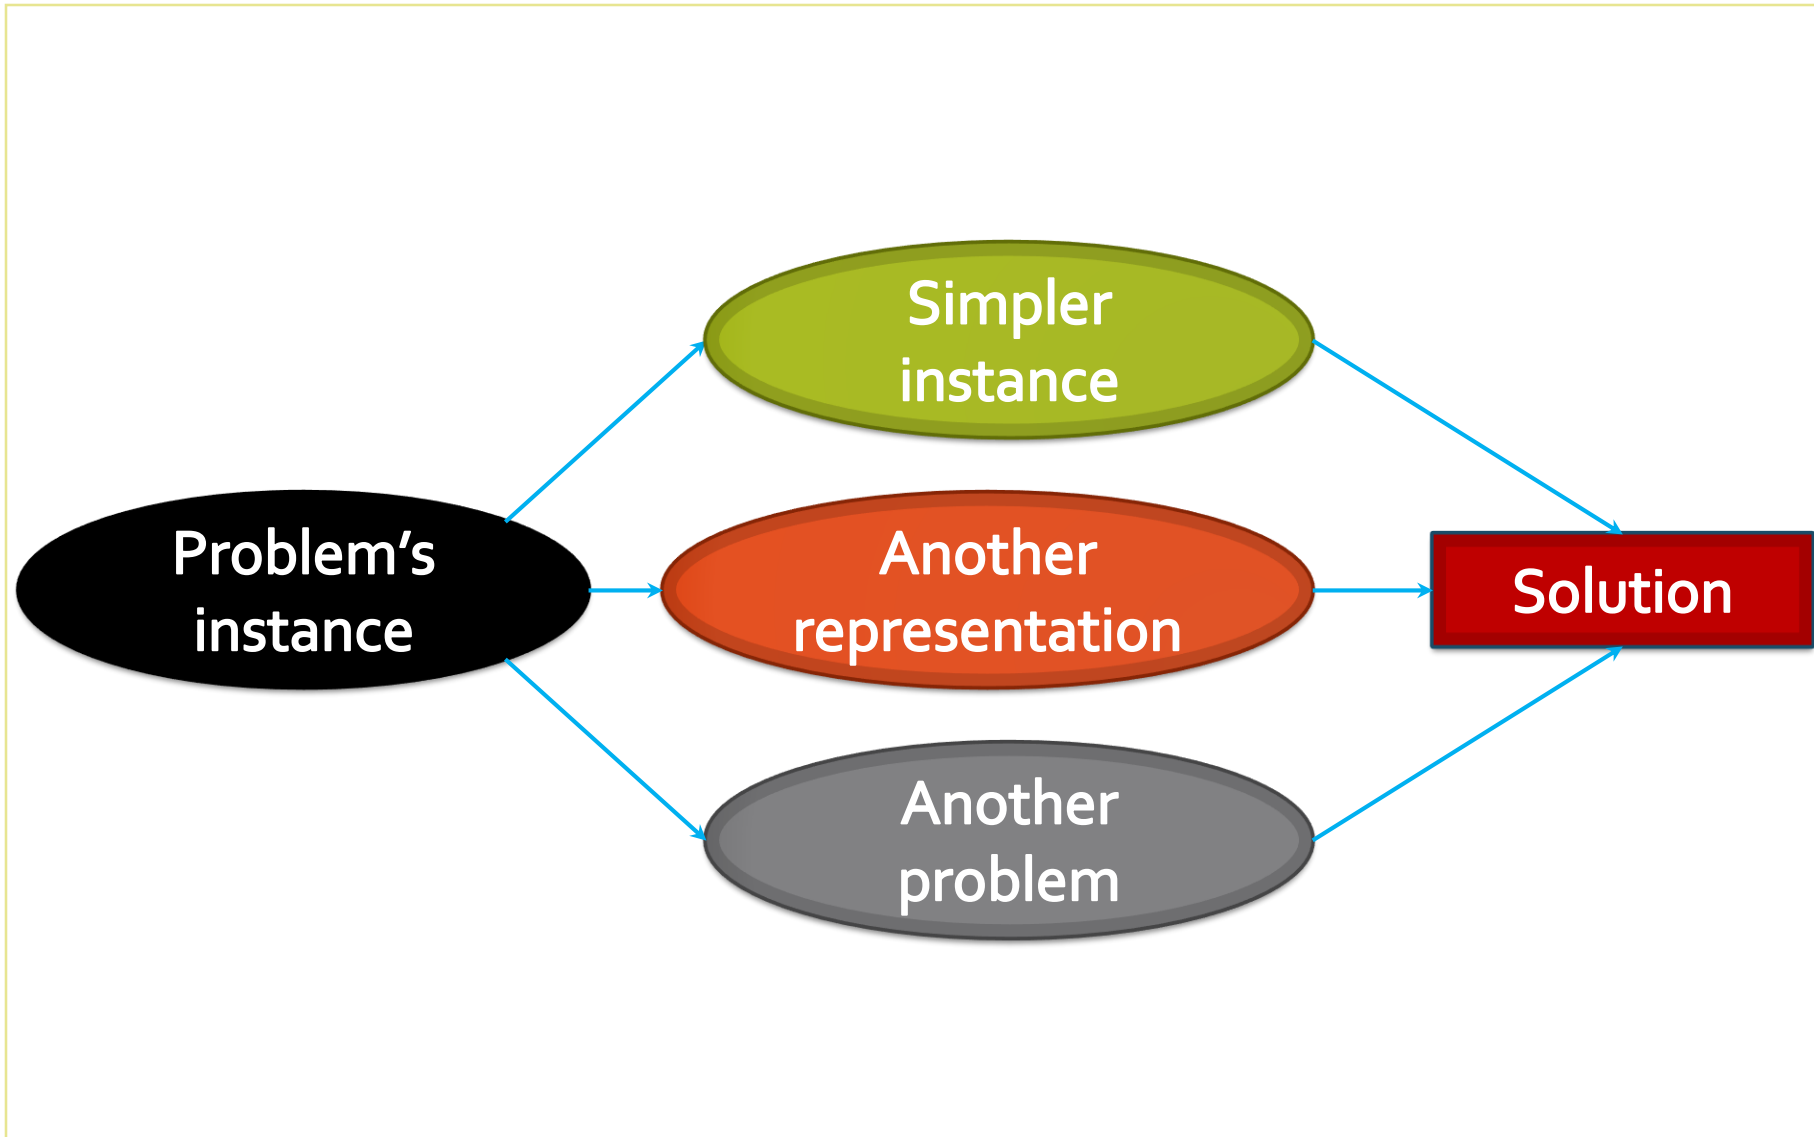 Problem’s
instance
Simpler
instance
Another
representation
Another
problem
Solution